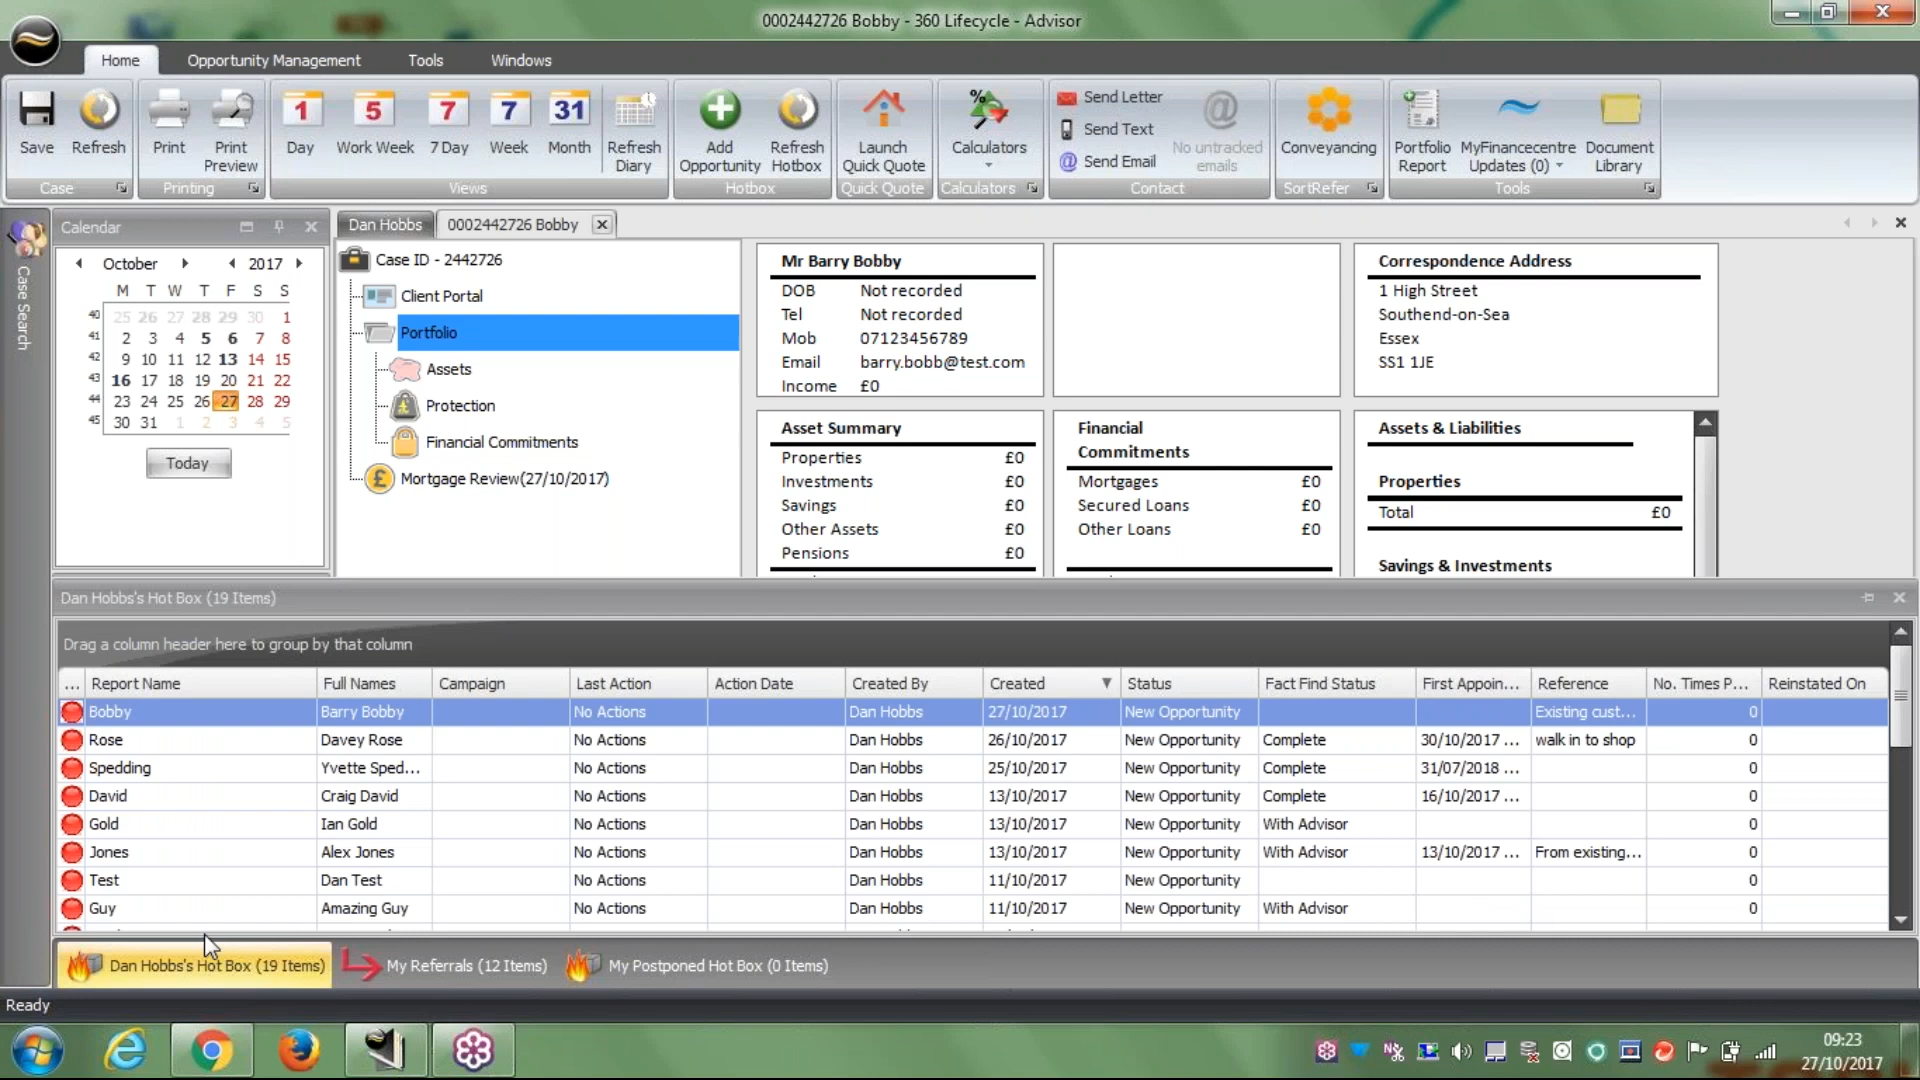 0002442726 Bobby - 360 Lifecycle - Advisor
Home Opportunity Management Tools Windows
Save Refresh Print Print Preview Day Work Week 7 Day Week Month Refresh Diary Add Opportunity Refresh Hotbox Launch Quick Quote Calculators Send Letter Send Text Send Email No untracked emails Conveyancing Portfolio Report MyFinancecentre Updates (0) Document Library
1 5 7 7 31
Case Printing Views Hotbox Quick Quote Calculators Contact SortRefer Tools
Case Search
Calendar
October 2017
M T W T F S S
40 25 26 27 28 29 30 1
41 2 3 4 5 6 7 8
42 9 10 11 12 13 14 15
43 16 17 18 19 20 21 22
44 23 24 25 26 27 28 29
45 30 31 1 2 3 4 5
Today
Dan Hobbs 0002442726 Bobby
Case ID - 2442726
Client Portal
Portfolio
Assets
Protection
Financial Commitments
Mortgage Review(27/10/2017)
Mr Barry Bobby
DOB Not recorded
Tel Not recorded
Mob 07123456789
Email barry.bobb@test.com
Income £0
Correspondence Address
1 High Street
Southend-on-Sea
Essex
SS1 1JE
Asset Summary
Properties £0
Investments £0
Savings £0
Other Assets £0
Pensions £0
Financial
Commitments
Mortgages £0
Secured Loans £0
Other Loans £0
Assets & Liabilities
Properties
Total £0
Savings & Investments
Dan Hobbs's Hot Box (19 Items)
Drag a column header here to group by that column
... Report Name Full Names Campaign Last Action Action Date Created By Created Status Fact Find Status First Appoin... Reference No. Times P... Reinstated On
Bobby Barry Bobby No Actions Dan Hobbs 27/10/2017 New Opportunity Existing cust... 0
Rose Davey Rose No Actions Dan Hobbs 26/10/2017 New Opportunity Complete 30/10/2017 ... walk in to shop 0
Spedding Yvette Sped... No Actions Dan Hobbs 25/10/2017 New Opportunity Complete 31/07/2018 ... 0
David Craig David No Actions Dan Hobbs 13/10/2017 New Opportunity Complete 16/10/2017 ... 0
Gold Ian Gold No Actions Dan Hobbs 13/10/2017 New Opportunity With Advisor 0
Jones Alex Jones No Actions Dan Hobbs 13/10/2017 New Opportunity With Advisor 13/10/2017 ... From existing... 0
Test Dan Test No Actions Dan Hobbs 11/10/2017 New Opportunity 0
Guy Amazing Guy No Actions Dan Hobbs 11/10/2017 New Opportunity With Advisor 0
Dan Hobbs's Hot Box (19 Items) My Referrals (12 Items) My Postponed Hot Box (0 Items)
Ready
09:23
27/10/2017